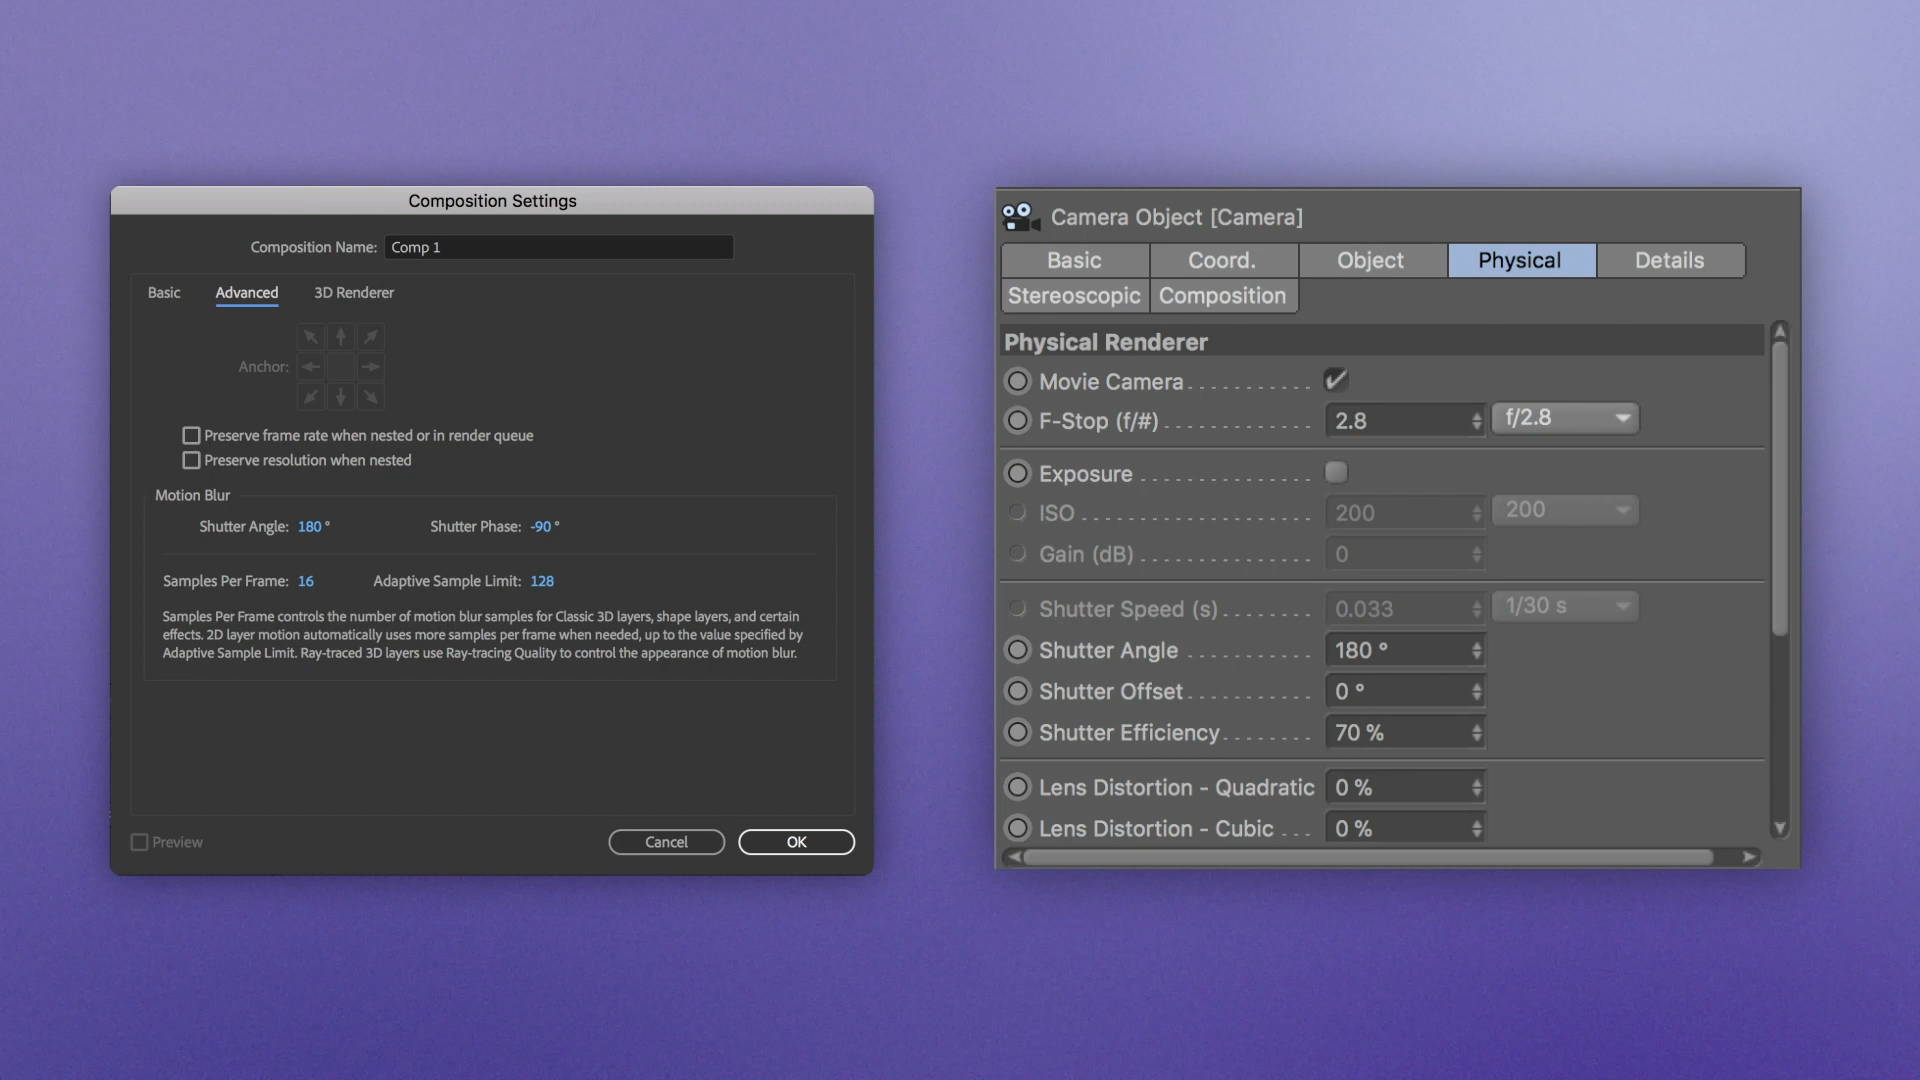 Composition Settings
Composition Name: Comp 1
Basic Advanced 3D Renderer
Anchor:
Preserve frame rate when nested or in render queue
Preserve resolution when nested
Motion Blur
Shutter Angle: 180 ° Shutter Phase: -90 °
Samples Per Frame: 16 Adaptive Sample Limit: 128
Samples Per Frame controls the number of motion blur samples for Classic 3D layers, shape layers, and certain
effects. 2D layer motion automatically uses more samples per frame when needed, up to the value specified by
Adaptive Sample Limit. Ray-traced 3D layers use Ray-tracing Quality to control the appearance of motion blur.
Preview Cancel OK
Camera Object [Camera]
Basic Coord. Object Physical Details
Stereoscopic Composition
Physical Renderer
Movie Camera
F-Stop (f/#) 2.8 f/2.8
Exposure
ISO 200 200
Gain (dB) 0
Shutter Speed (s) 0.033 1/30 s
Shutter Angle 180 °
Shutter Offset 0 °
Shutter Efficiency 70 %
Lens Distortion - Quadratic 0 %
Lens Distortion - Cubic 0 %